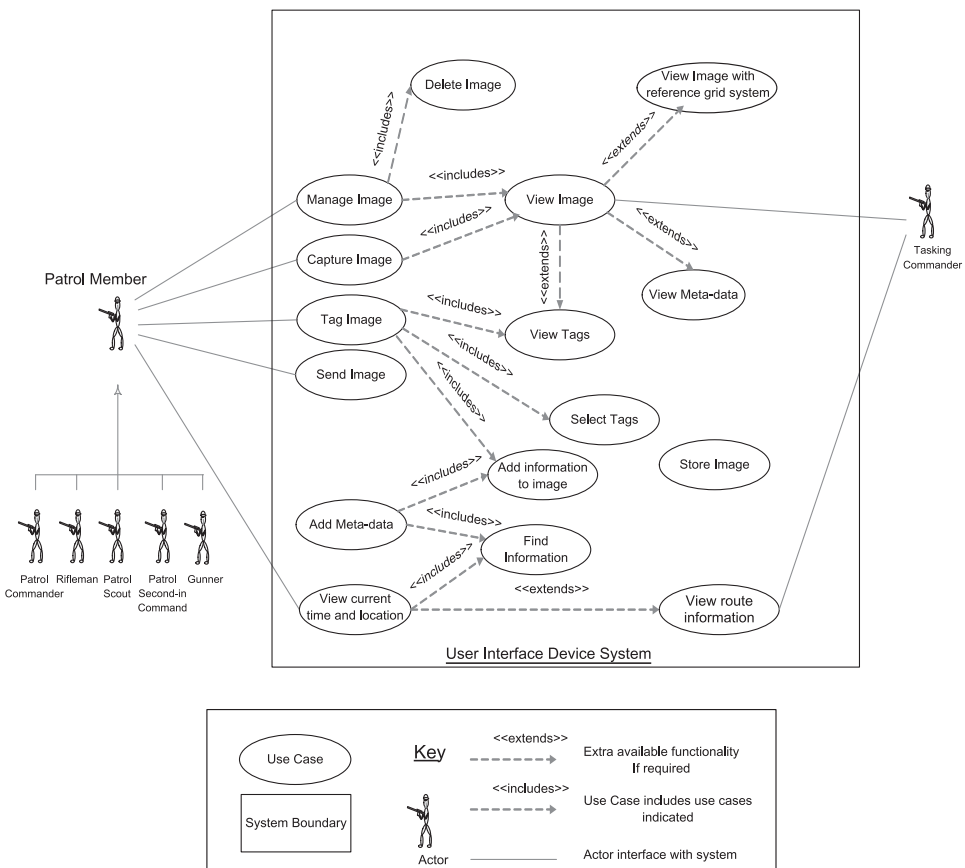 Delete Image
View Image with
reference grid system
<<includes>>
<<extends>>
<<includes>>
Manage Image
View Image
<<includes>>
<<extends>>
Tasking
Commander
Capture Image
<<extends>>
Patrol Member
View Meta-data
<<includes>>
Tag Image
View Tags
<<includes>>
Send Image
<<includes>>
Select Tags
<<includes>>
Add information
to image
Store Image
Add Meta-data
<<includes>>
Find
Information
<<includes>>
Patrol
Commander
Rifleman
Patrol
Scout
Patrol
Second-in
Command
Gunner
View current
time and location
<<extends>>
View route
information
User Interface Device System
Use Case
Key
<<extends>>
Extra available functionality
If required
System Boundary
<<includes>>
Use Case includes use cases
indicated
Actor
Actor interface with system